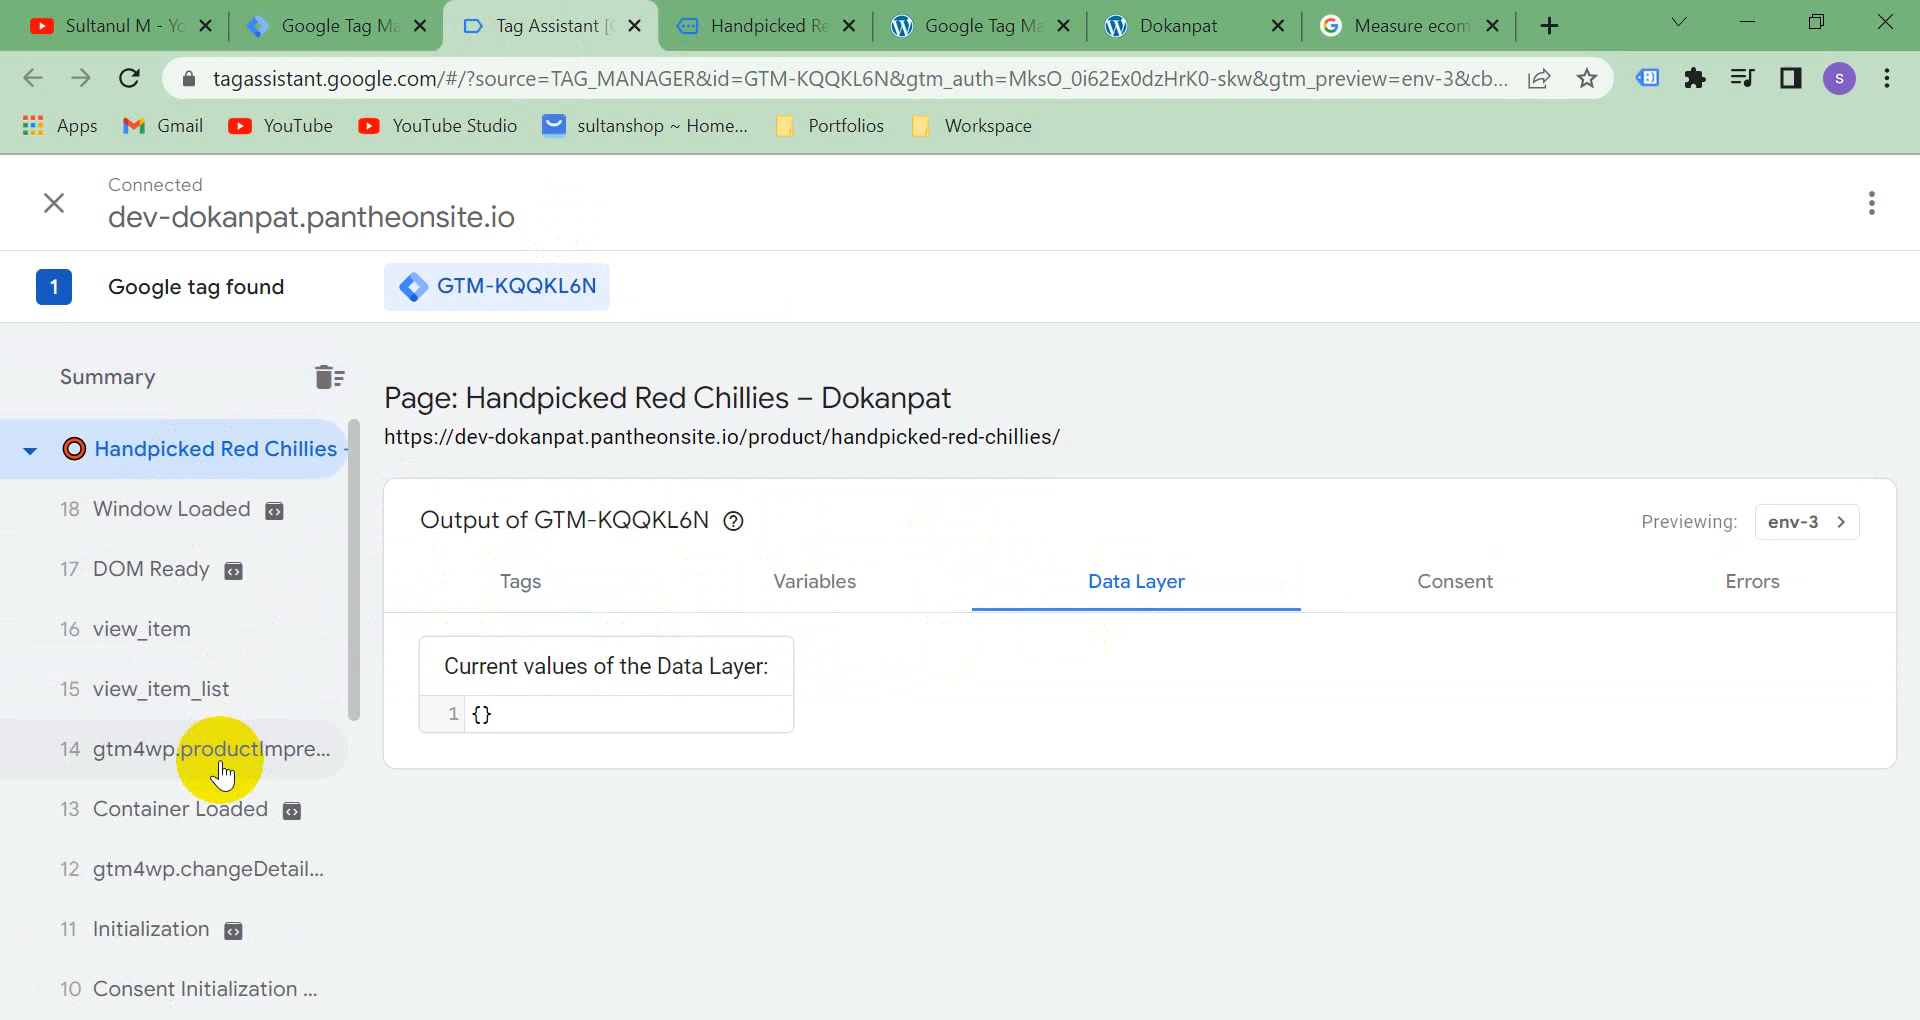 Sultanul M - Yo
Google Tag Ma
Tag Assistant [
Handpicked Re
Google Tag Ma
Dokanpat
Measure ecom
tagassistant.google.com/#/?source=TAG_MANAGER&id=GTM-KQQKL6N&gtm_auth=MksO_0i62Ex0dzHrK0-skw&gtm_preview=env-3&cb...
s
Apps
Gmail
YouTube
YouTube Studio
sultanshop ~ Home...
Portfolios
Workspace
Connected
dev-dokanpat.pantheonsite.io
1
Google tag found
GTM-KQQKL6N
Summary
Handpicked Red Chillies -
18 Window Loaded
17 DOM Ready
16 view_item
15 view_item_list
14 gtm4wp.productImpre...
13 Container Loaded
12 gtm4wp.changeDetail...
11 Initialization
10 Consent Initialization ...
Page: Handpicked Red Chillies – Dokanpat
https://dev-dokanpat.pantheonsite.io/product/handpicked-red-chillies/
Output of GTM-KQQKL6N
Previewing: env-3
Tags
Variables
Data Layer
Consent
Errors
Current values of the Data Layer:
1 {}